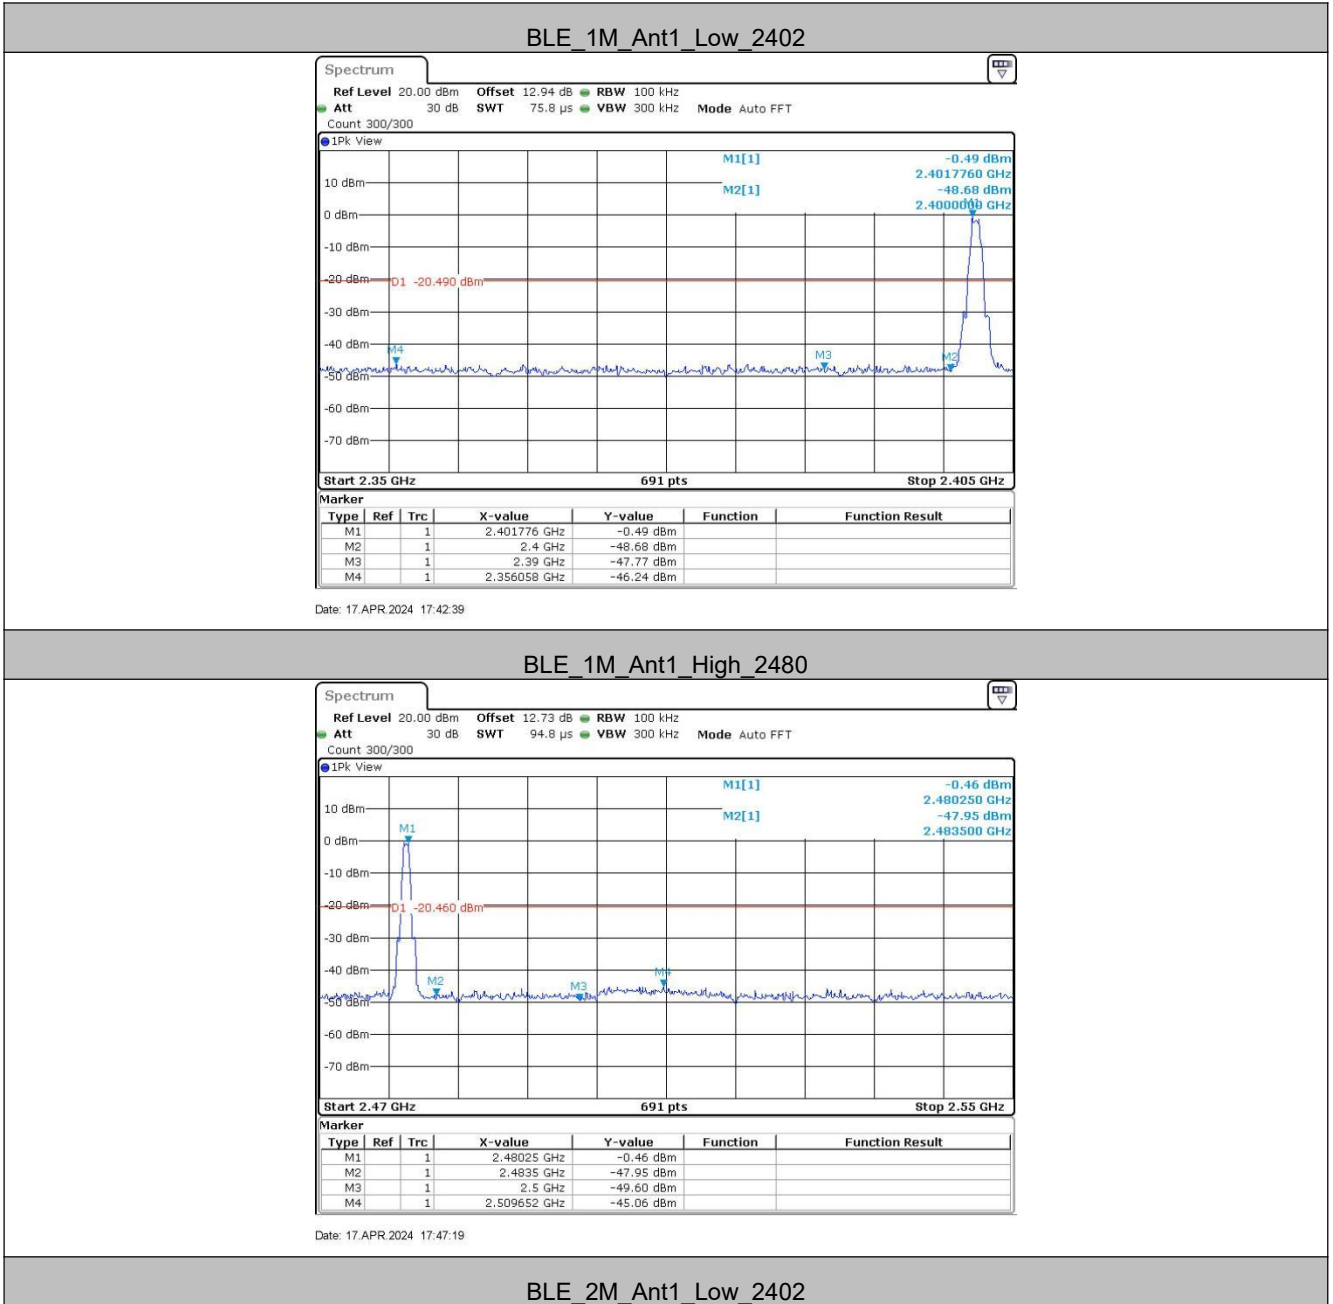 BLE_1M_Ant1_Low_2402
Spectrum
Ref Level 20.00 dBm Offset 12.94 dB RBW 100 kHz
Att 30 dB SWT 75.8 µs VBW 300 kHz Mode Auto FFT
Count 300/300
1Pk View
M1[1] -0.49 dBm
2.4017760 GHz
10 dBm
M2[1] -48.68 dBm
2.4000000 GHz
M1
0 dBm
-10 dBm
-20 dBm
D1 -20.490 dBm
-30 dBm
-40 dBm
M4 M3 M2
-50 dBm
-60 dBm
-70 dBm
Start 2.35 GHz 691 pts Stop 2.405 GHz
Marker
Type Ref Trc X-value Y-value Function Function Result
M1 1 2.401776 GHz -0.49 dBm
M2 1 2.4 GHz -48.68 dBm
M3 1 2.39 GHz -47.77 dBm
M4 1 2.356058 GHz -46.24 dBm
Date: 17.APR.2024 17:42:39
BLE_1M_Ant1_High_2480
Spectrum
Ref Level 20.00 dBm Offset 12.73 dB RBW 100 kHz
Att 30 dB SWT 94.8 µs VBW 300 kHz Mode Auto FFT
Count 300/300
1Pk View
M1[1] -0.46 dBm
2.480250 GHz
10 dBm
M2[1] -47.95 dBm
2.483500 GHz
M1
0 dBm
-10 dBm
-20 dBm
D1 -20.460 dBm
-30 dBm
-40 dBm
M2 M3 M4
-50 dBm
-60 dBm
-70 dBm
Start 2.47 GHz 691 pts Stop 2.55 GHz
Marker
Type Ref Trc X-value Y-value Function Function Result
M1 1 2.48025 GHz -0.46 dBm
M2 1 2.4835 GHz -47.95 dBm
M3 1 2.5 GHz -49.60 dBm
M4 1 2.509652 GHz -45.06 dBm
Date: 17.APR.2024 17:47:19
BLE_2M_Ant1_Low_2402